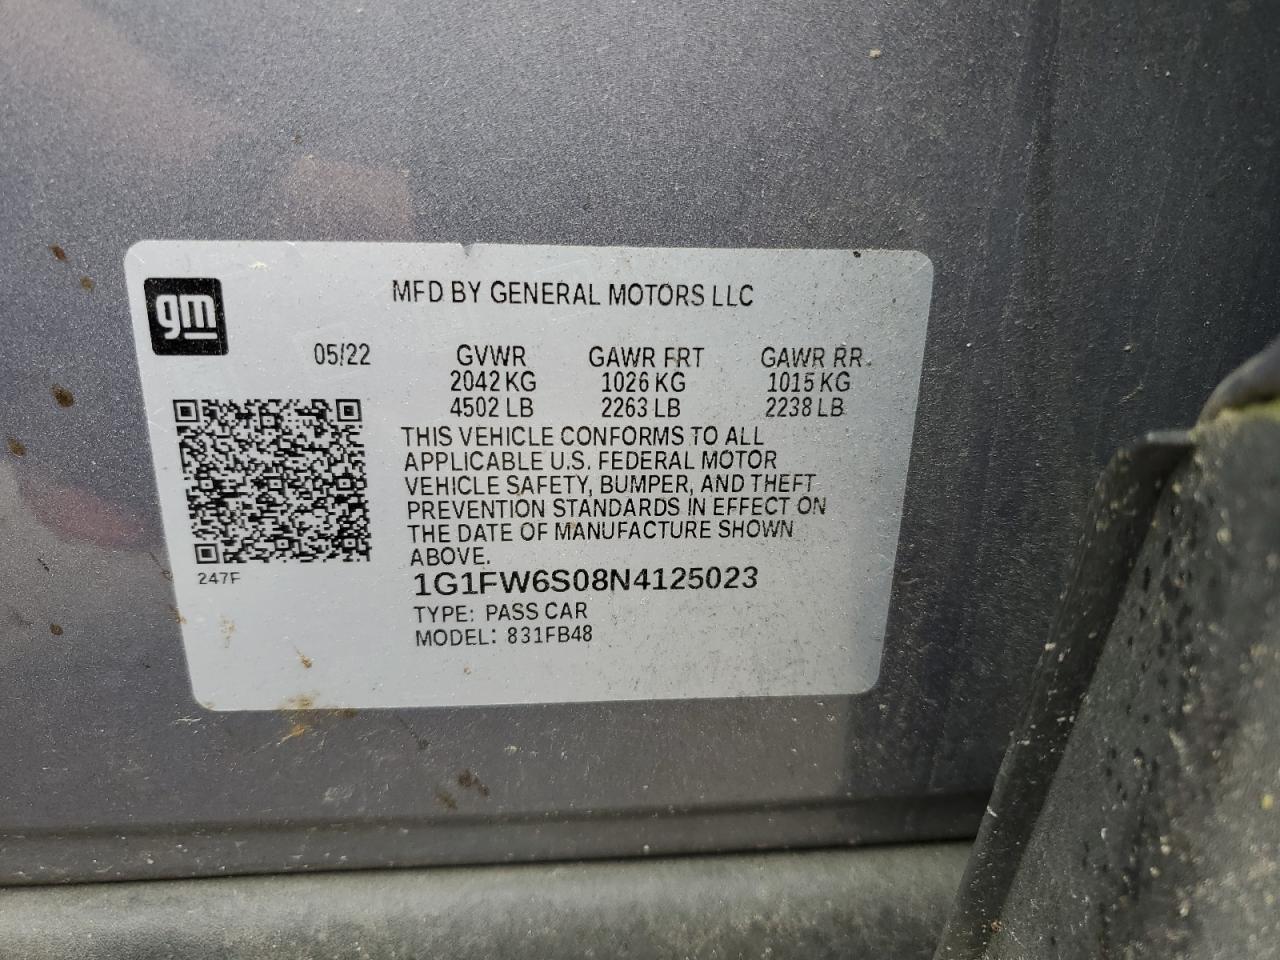 gm
MFD BY GENERAL MOTORS LLC
05/22 GVWR GAWR FRT GAWR RR
2042 KG 1026 KG 1015 KG
4502 LB 2263 LB 2238 LB
THIS VEHICLE CONFORMS TO ALL
APPLICABLE U.S. FEDERAL MOTOR
VEHICLE SAFETY, BUMPER, AND THEFT
PREVENTION STANDARDS IN EFFECT ON
THE DATE OF MANUFACTURE SHOWN
ABOVE.
247F
1G1FW6S08N4125023
TYPE: PASS CAR
MODEL: 831FB48